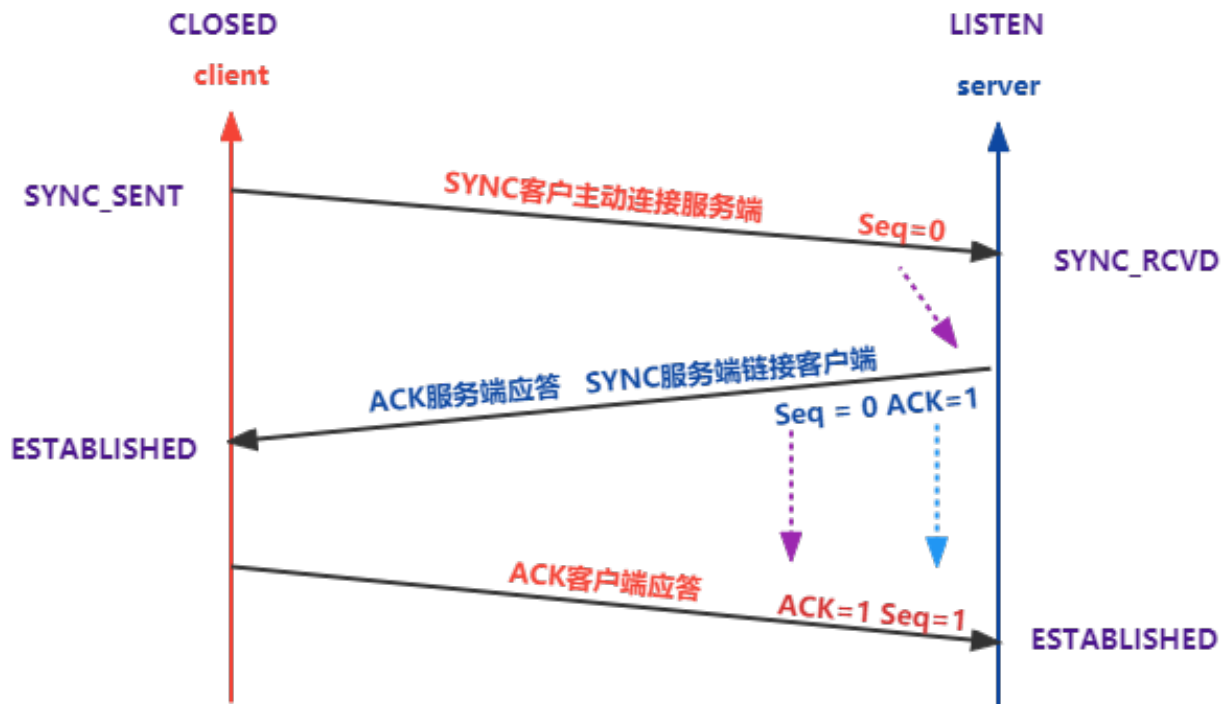 CLOSED
LISTEN
client
server
SYNC_SENT
SYNC客户主动连接服务端
Seq=0
SYNC_RCVD
ACK服务端应答 SYNC服务端链接客户端
Seq = 0 ACK=1
ESTABLISHED
ACK客户端应答
ACK=1 Seq=1
ESTABLISHED